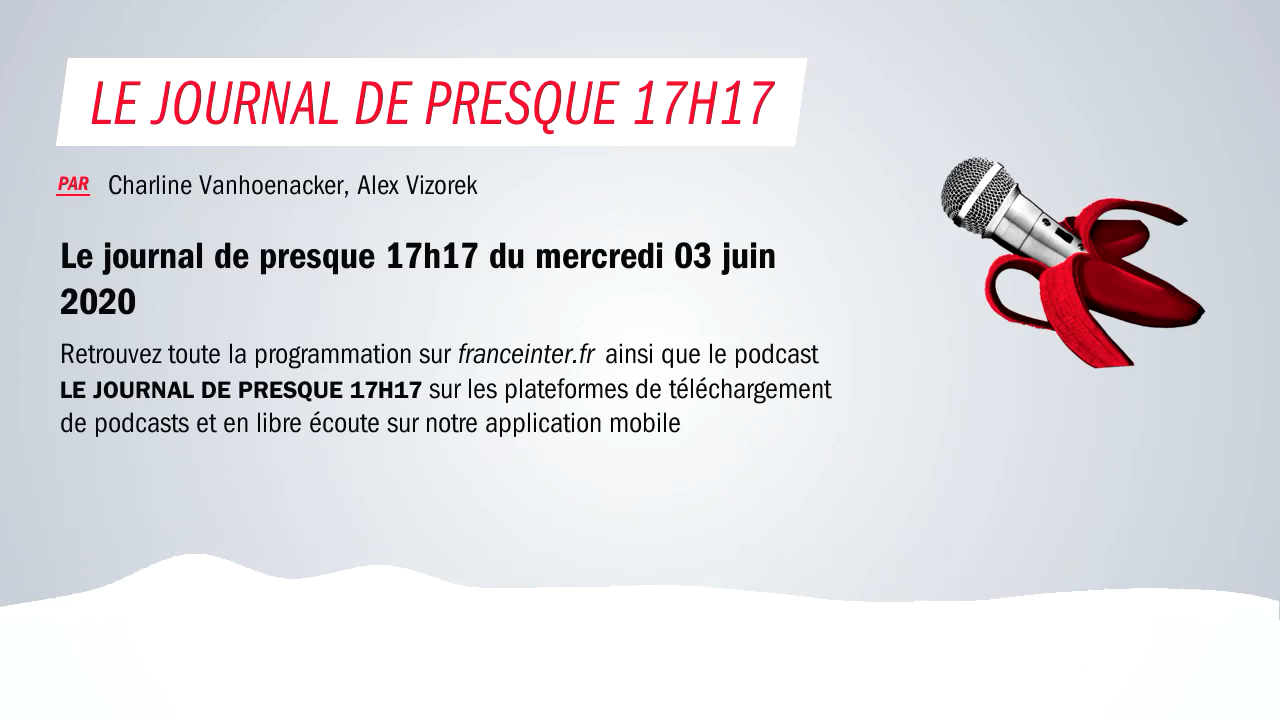 LE JOURNAL DE PRESQUE 17H17
PAR Charline Vanhoenacker, Alex Vizorek
Le journal de presque 17h17 du mercredi 03 juin
2020
Retrouvez toute la programmation sur franceinter.fr ainsi que le podcast
LE JOURNAL DE PRESQUE 17H17 sur les plateformes de téléchargement
de podcasts et en libre écoute sur notre application mobile